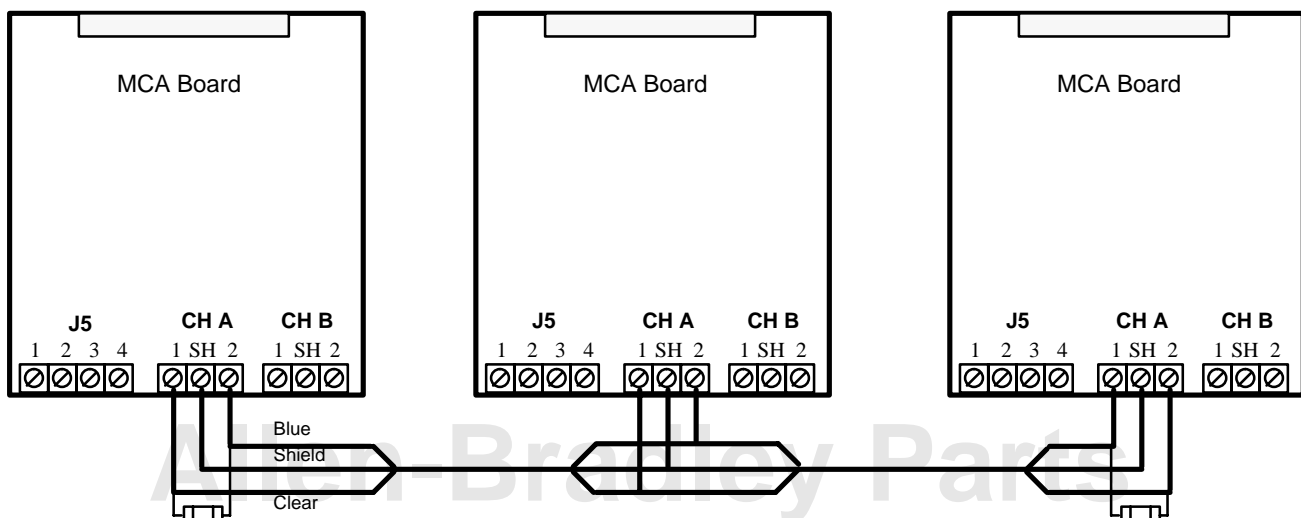 MCA Board MCA Board MCA Board
J5 CH A CH B J5 CH A CH B J5 CH A CH B
1 2 3 4 1 SH 2 1 SH 2 1 2 3 4 1 SH 2 1 SH 2 1 2 3 4 1 SH 2 1 SH 2
Blue
Shield
Clear
Allen-Bradley Parts